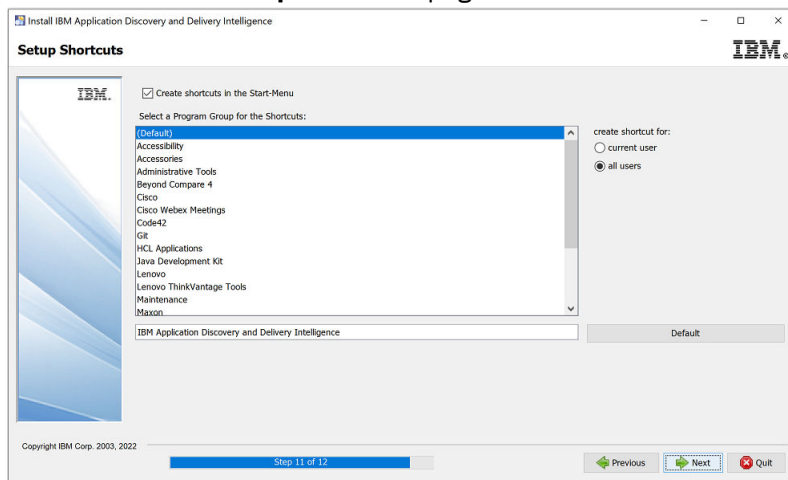 Install IBM Application Discovery and Delivery Intelligence
Setup Shortcuts
IBM®
IBM.
Create shortcuts in the Start-Menu
Select a Program Group for the Shortcuts:
(Default)
Accessibility
Accessories
Administrative Tools
Beyond Compare 4
Cisco
Cisco Webex Meetings
Code42
Git
HCL Applications
Java Development Kit
Lenovo
Lenovo ThinkVantage Tools
Maintenance
Maxon
create shortcut for:
current user
all users
IBM Application Discovery and Delivery Intelligence
Default
Copyright IBM Corp. 2003, 2022
Step 11 of 12
Previous
Next
Quit